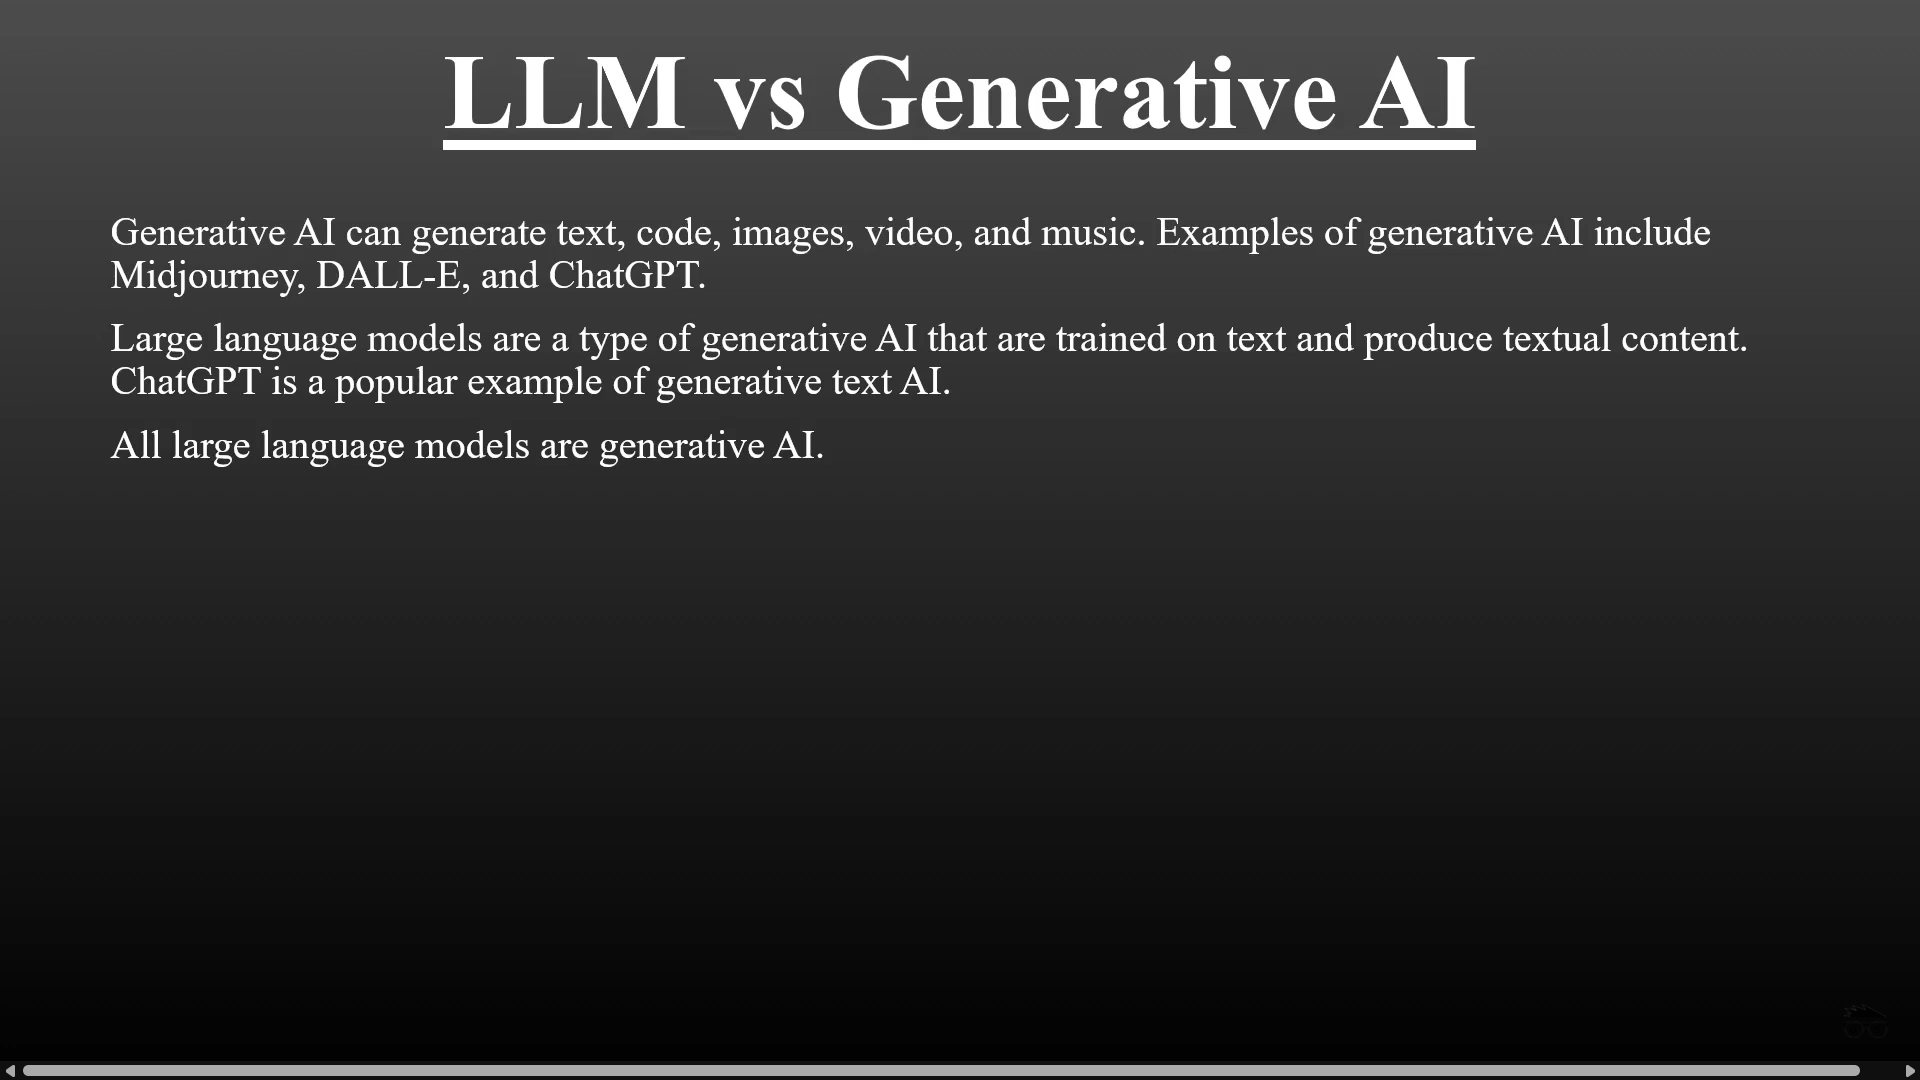 LLM vs Generative AI
Generative AI can generate text, code, images, video, and music. Examples of generative AI include
Midjourney, DALL-E, and ChatGPT.
Large language models are a type of generative AI that are trained on text and produce textual content.
ChatGPT is a popular example of generative text AI.
All large language models are generative AI.